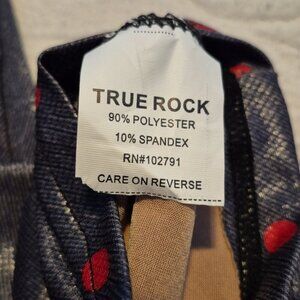 TRUE ROCK
90% POLYESTER
10% SPANDEX
RN#102791
CARE ON REVERSE